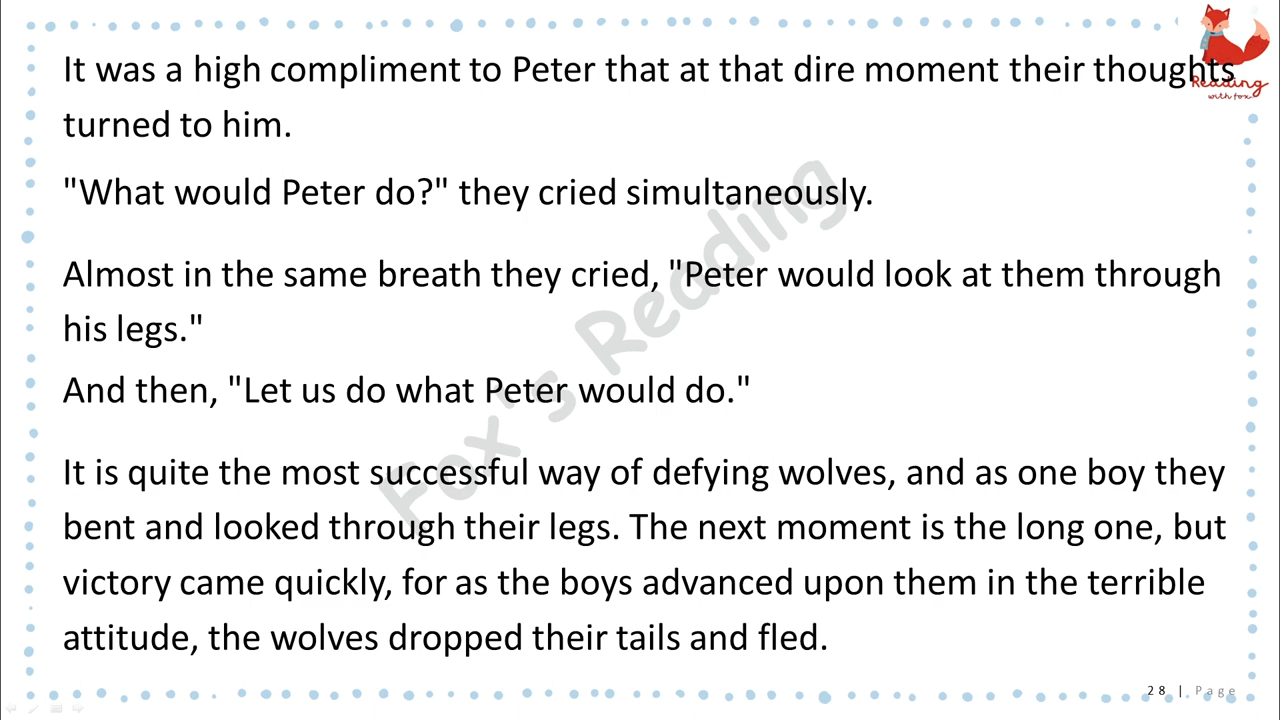 Reading
with fox
It was a high compliment to Peter that at that dire moment their thoughts
turned to him.
"What would Peter do?" they cried simultaneously.
Almost in the same breath they cried, "Peter would look at them through
his legs."
And then, "Let us do what Peter would do."
It is quite the most successful way of defying wolves, and as one boy they
bent and looked through their legs. The next moment is the long one, but
victory came quickly, for as the boys advanced upon them in the terrible
attitude, the wolves dropped their tails and fled.
Fox's Reading
28 | Page